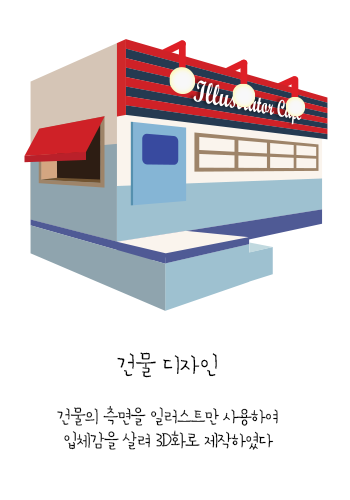 Illustrator Cafe
건물 디자인
건물의 측면을 일러스트만 사용하여
입체감을 살려 3D화로 제작하였다